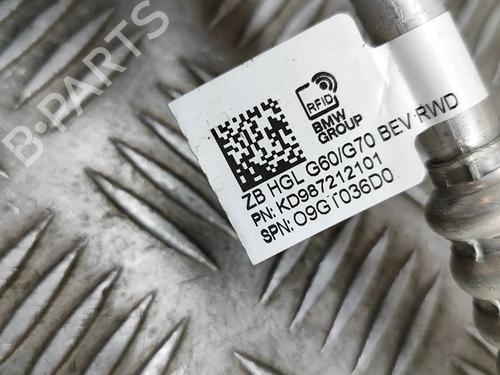 B-PARTS
RFID
BMW
GROUP
ZB HGL G60/G70 BEV-RWD
PN: KD987212101
SPN: O9G1036D0